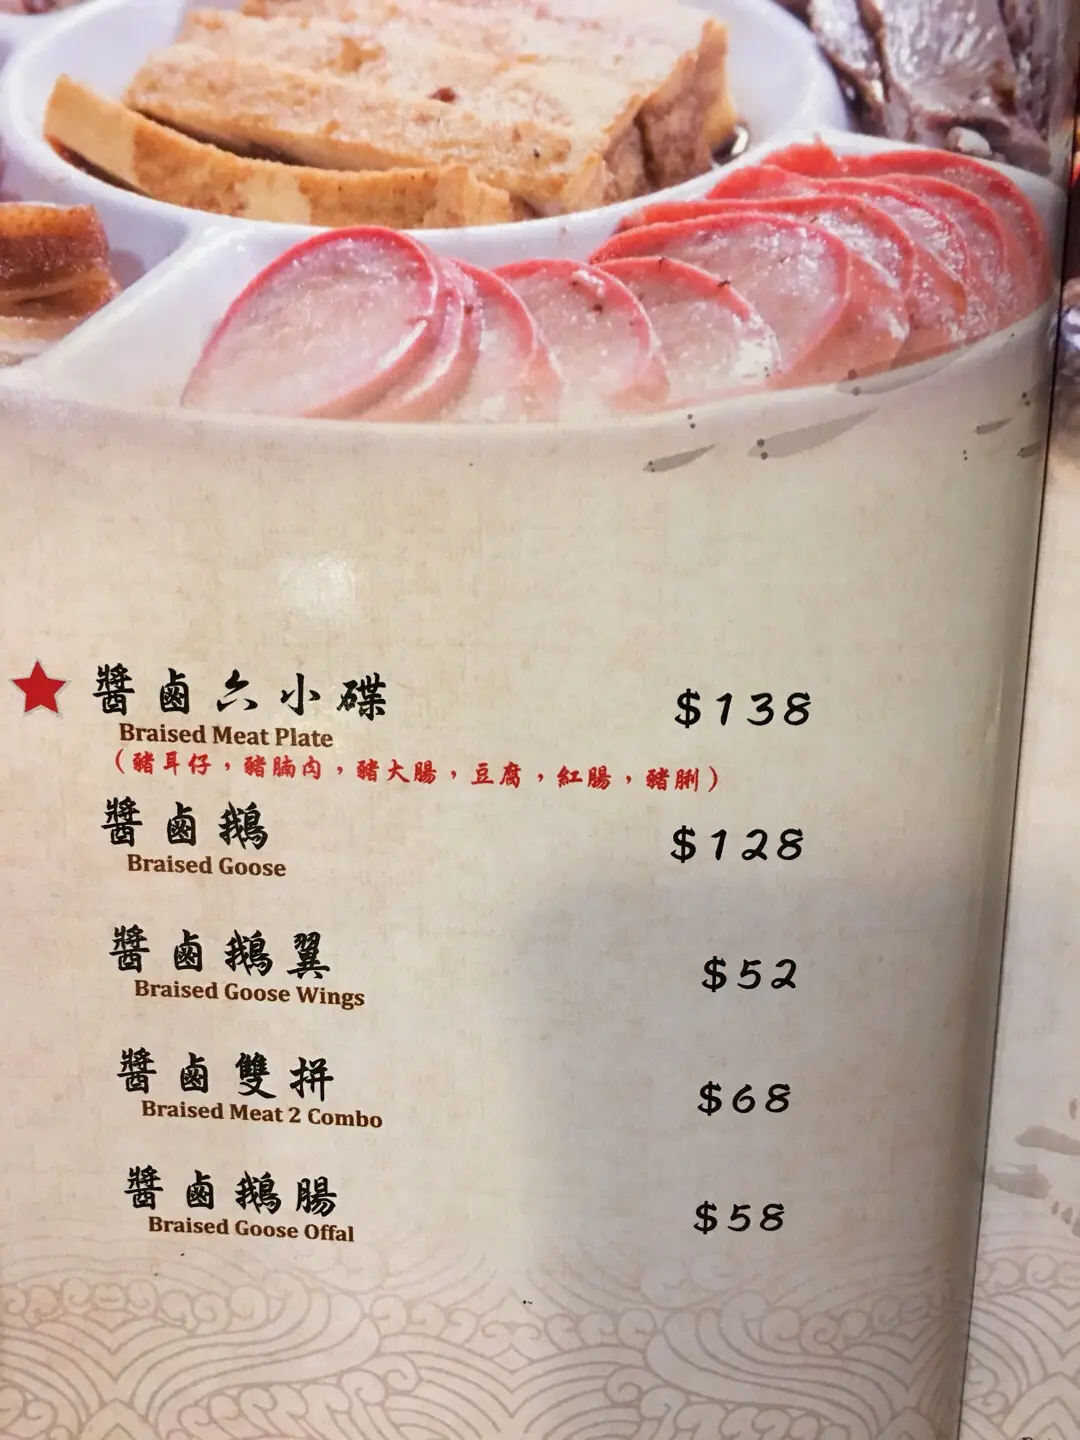 醬鹵六小碟 $138
Braised Meat Plate
(豬耳仔，豬腩肉，豬大腸，豆腐，紅腸，豬脷)
醬鹵鵝 $128
Braised Goose
醬鹵鵝翼 $52
Braised Goose Wings
醬鹵雙拼 $68
Braised Meat 2 Combo
醬鹵鵝腸 $58
Braised Goose Offal